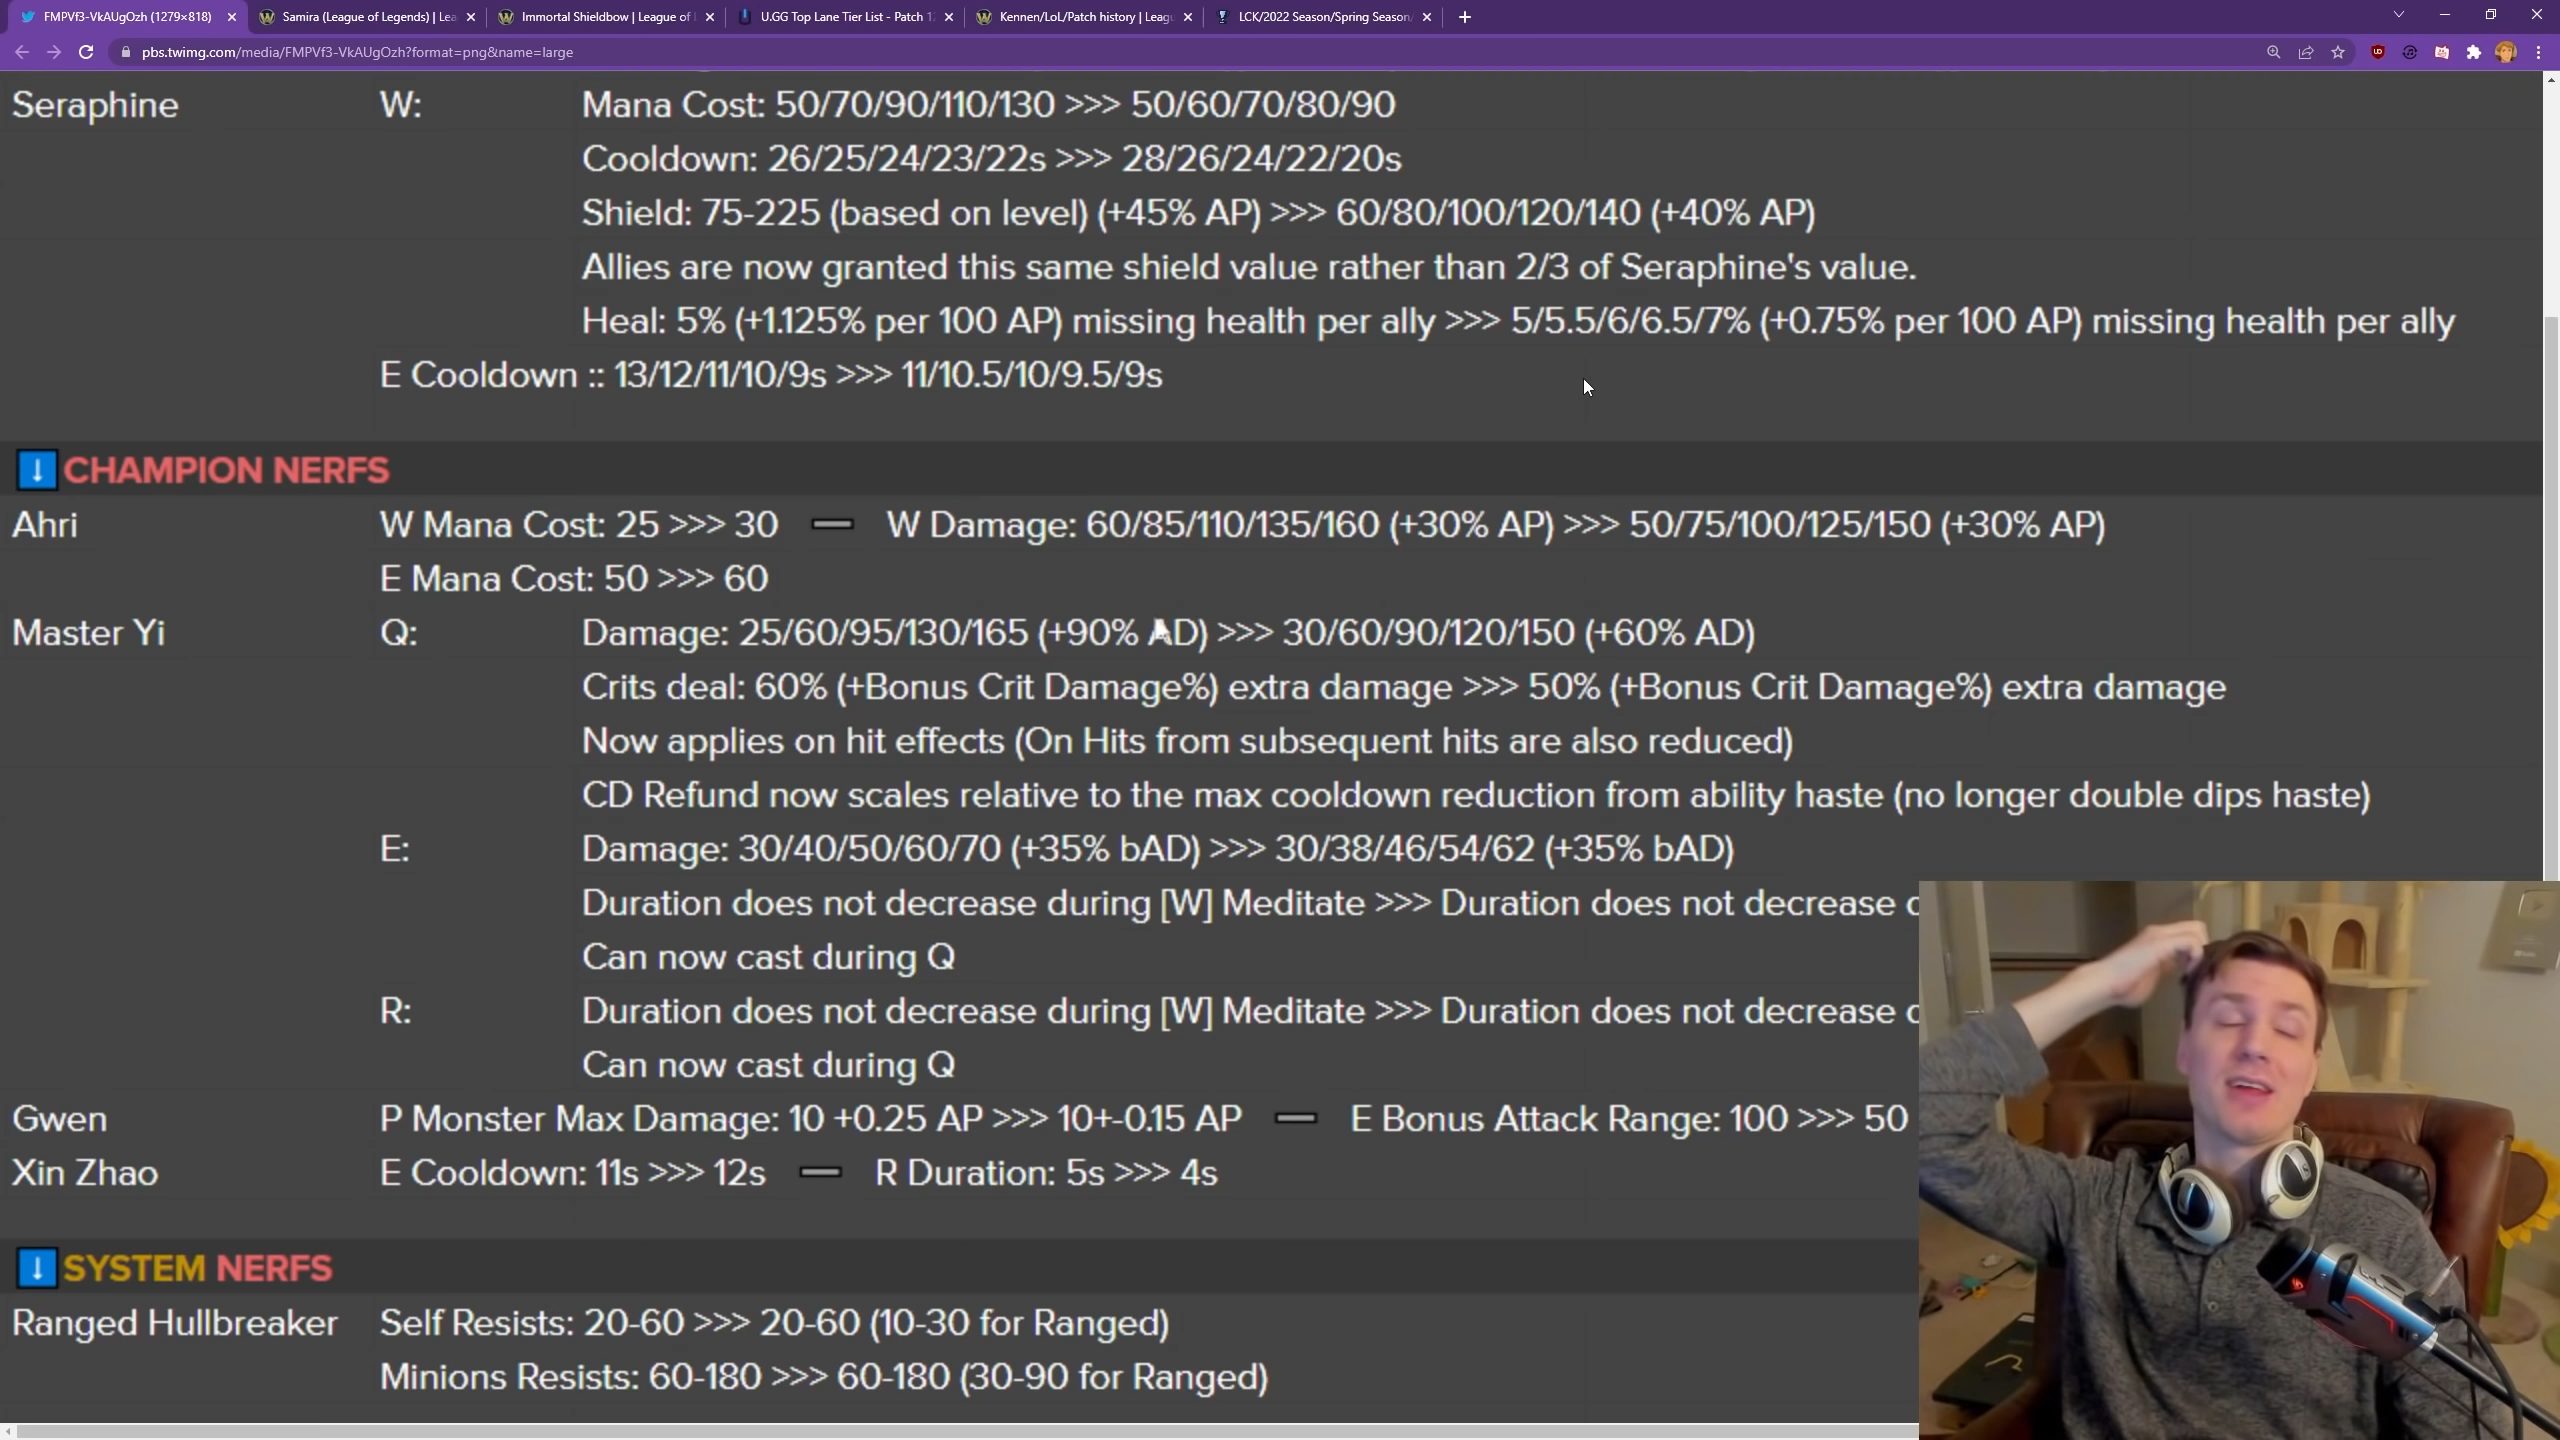 FMPVf3-VkAUgOzh (1279×818)
Samira (League of Legends) | Lea
Immortal Shieldbow | League of
U.GG Top Lane Tier List - Patch 1
Kennen/LoL/Patch history | Leag
LCK/2022 Season/Spring Season
pbs.twimg.com/media/FMPVf3-VkAUgOzh?format=png&name=large
Seraphine W: Mana Cost: 50/70/90/110/130 >>> 50/60/70/80/90
Cooldown: 26/25/24/23/22s >>> 28/26/24/22/20s
Shield: 75-225 (based on level) (+45% AP) >>> 60/80/100/120/140 (+40% AP)
Allies are now granted this same shield value rather than 2/3 of Seraphine's value.
Heal: 5% (+1.125% per 100 AP) missing health per ally >>> 5/5.5/6/6.5/7% (+0.75% per 100 AP) missing health per ally
E Cooldown :: 13/12/11/10/9s >>> 11/10.5/10/9.5/9s
CHAMPION NERFS
Ahri W Mana Cost: 25 >>> 30 — W Damage: 60/85/110/135/160 (+30% AP) >>> 50/75/100/125/150 (+30% AP)
E Mana Cost: 50 >>> 60
Master Yi Q: Damage: 25/60/95/130/165 (+90% AD) >>> 30/60/90/120/150 (+60% AD)
Crits deal: 60% (+Bonus Crit Damage%) extra damage >>> 50% (+Bonus Crit Damage%) extra damage
Now applies on hit effects (On Hits from subsequent hits are also reduced)
CD Refund now scales relative to the max cooldown reduction from ability haste (no longer double dips haste)
E: Damage: 30/40/50/60/70 (+35% bAD) >>> 30/38/46/54/62 (+35% bAD)
Duration does not decrease during [W] Meditate >>> Duration does not decrease
Can now cast during Q
R: Duration does not decrease during [W] Meditate >>> Duration does not decrease
Can now cast during Q
Gwen P Monster Max Damage: 10 +0.25 AP >>> 10+-0.15 AP — E Bonus Attack Range: 100 >>> 50
Xin Zhao E Cooldown: 11s >>> 12s — R Duration: 5s >>> 4s
SYSTEM NERFS
Ranged Hullbreaker Self Resists: 20-60 >>> 20-60 (10-30 for Ranged)
Minions Resists: 60-180 >>> 60-180 (30-90 for Ranged)